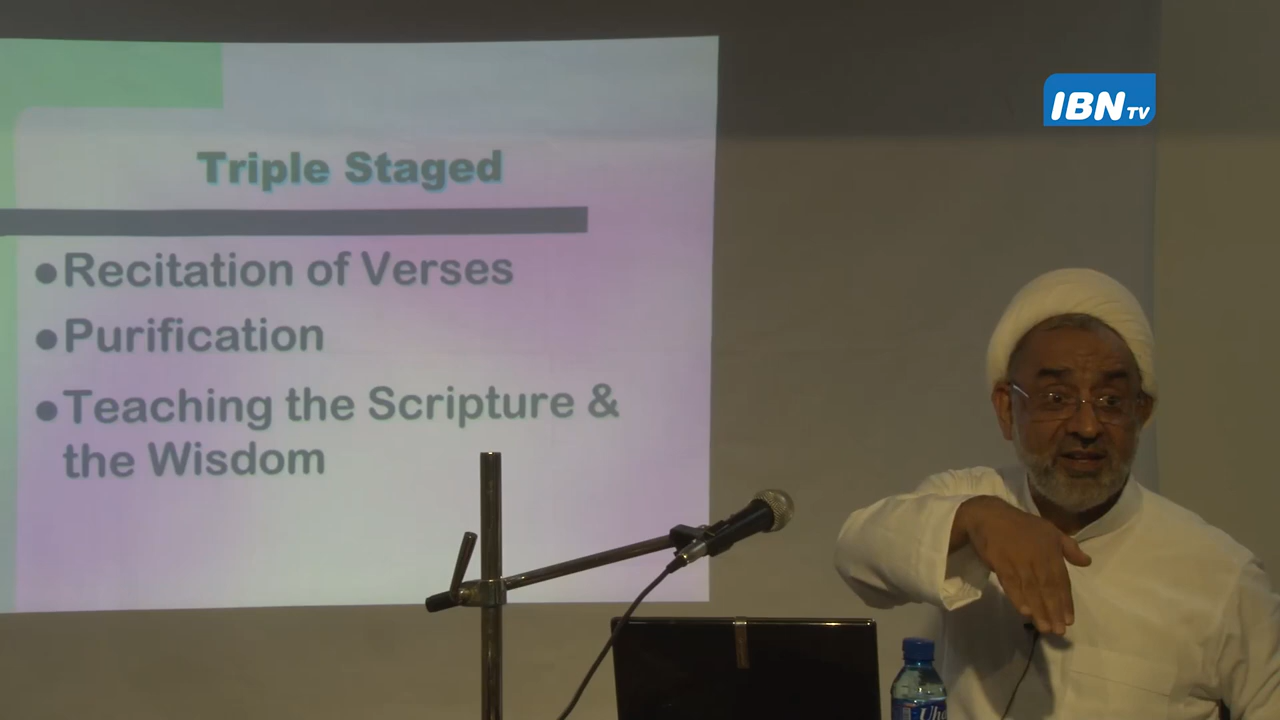 IBN TV
Triple Staged
●Recitation of Verses
●Purification
●Teaching the Scripture &
the Wisdom